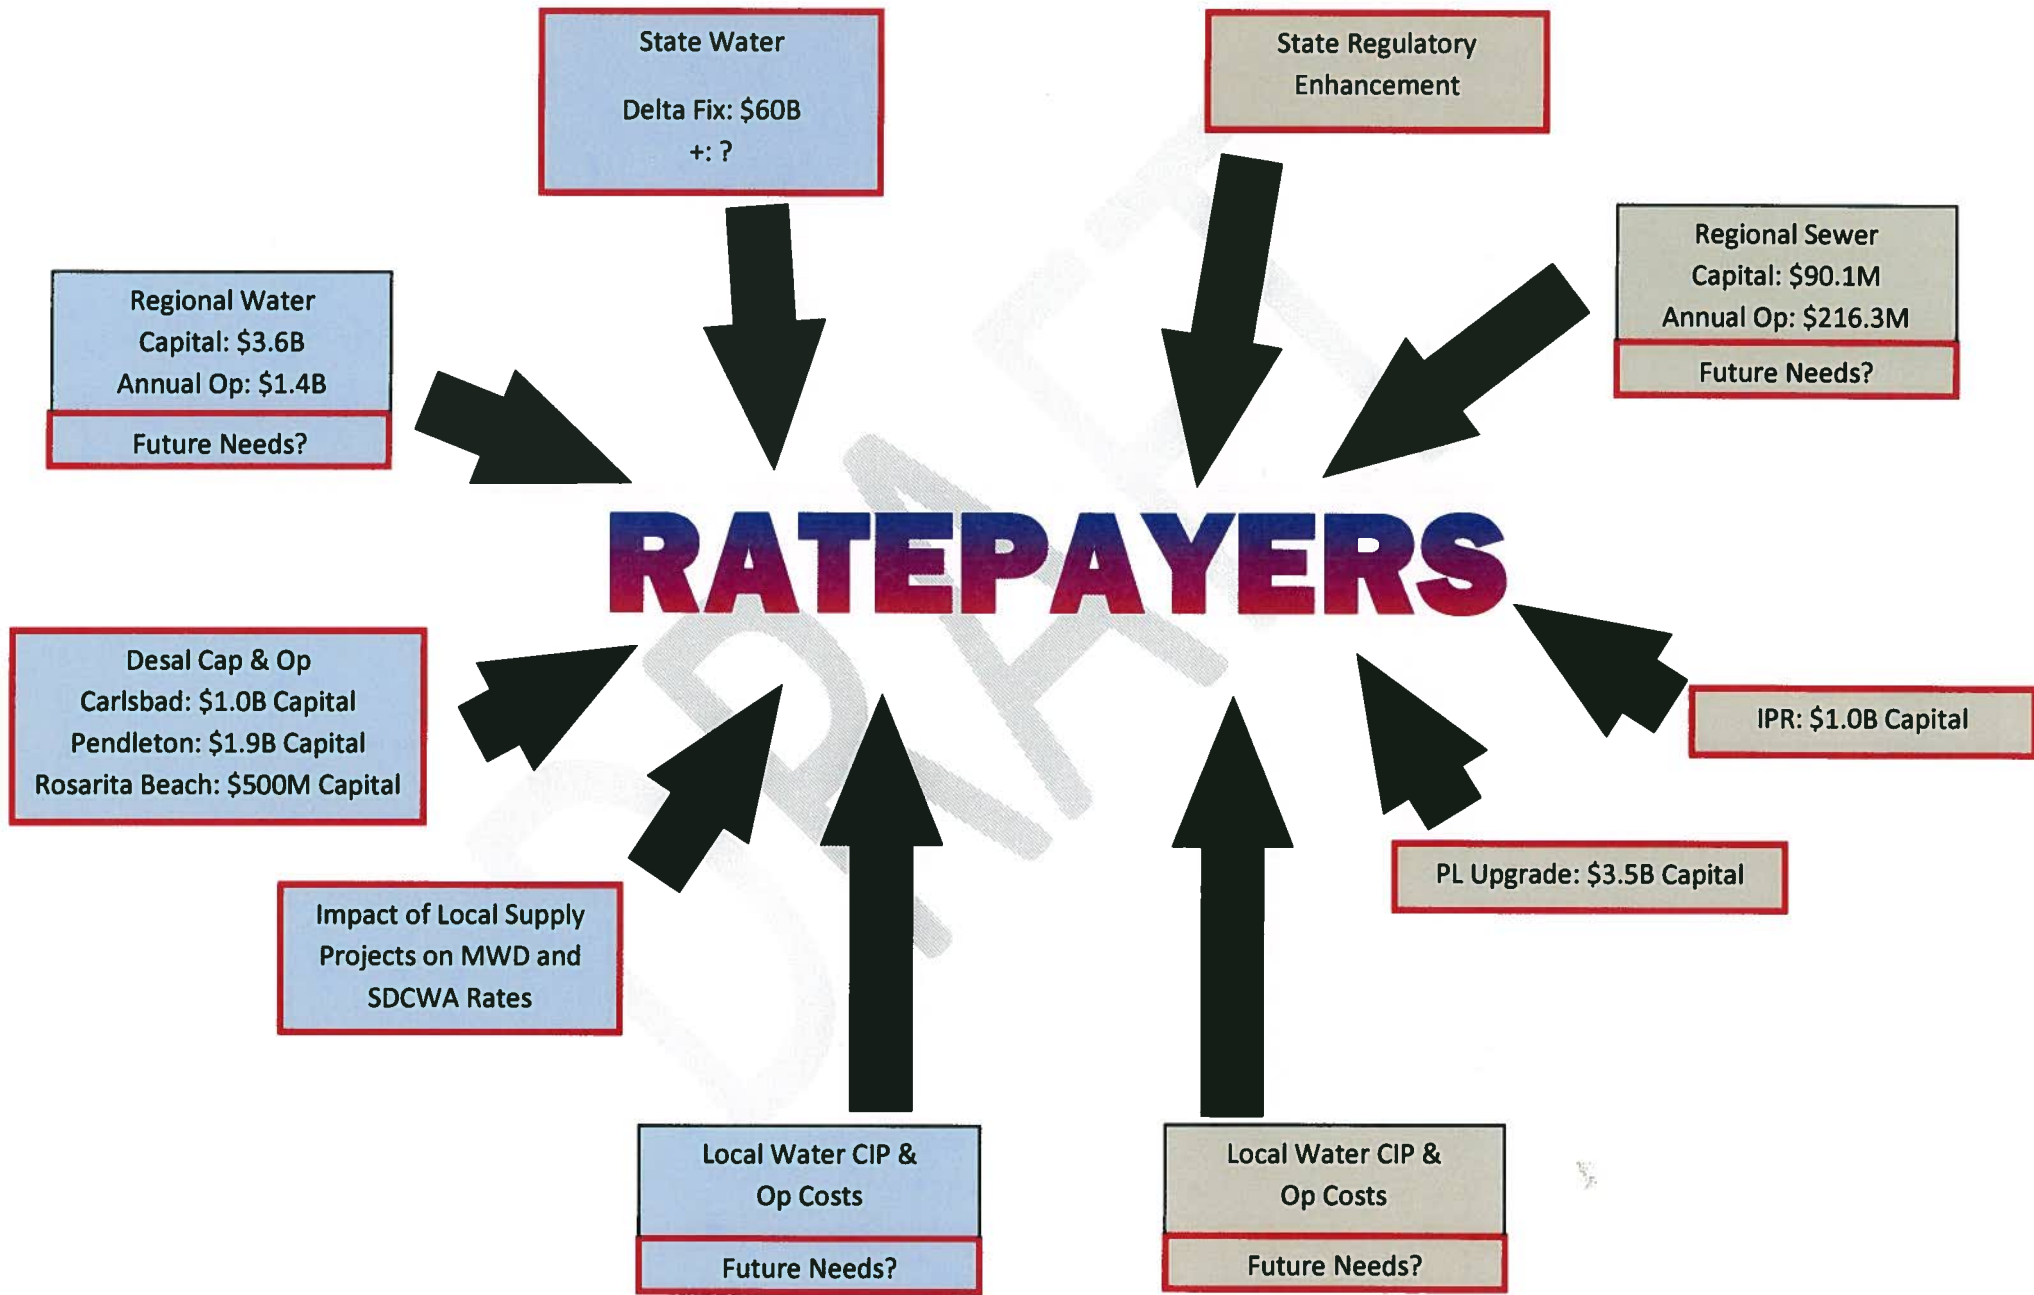 State Water
Delta Fix: $60B
+: ?
State Regulatory
Enhancement
Regional Sewer
Capital: $90.1M
Annual Op: $216.3M
Future Needs?
Regional Water
Capital: $3.6B
Annual Op: $1.4B
Future Needs?
RATEPAYERS
DRAFT
Desal Cap & Op
Carlsbad: $1.0B Capital
Pendleton: $1.9B Capital
Rosarita Beach: $500M Capital
IPR: $1.0B Capital
PL Upgrade: $3.5B Capital
Impact of Local Supply
Projects on MWD and
SDCWA Rates
Local Water CIP &
Op Costs
Future Needs?
Local Water CIP &
Op Costs
Future Needs?